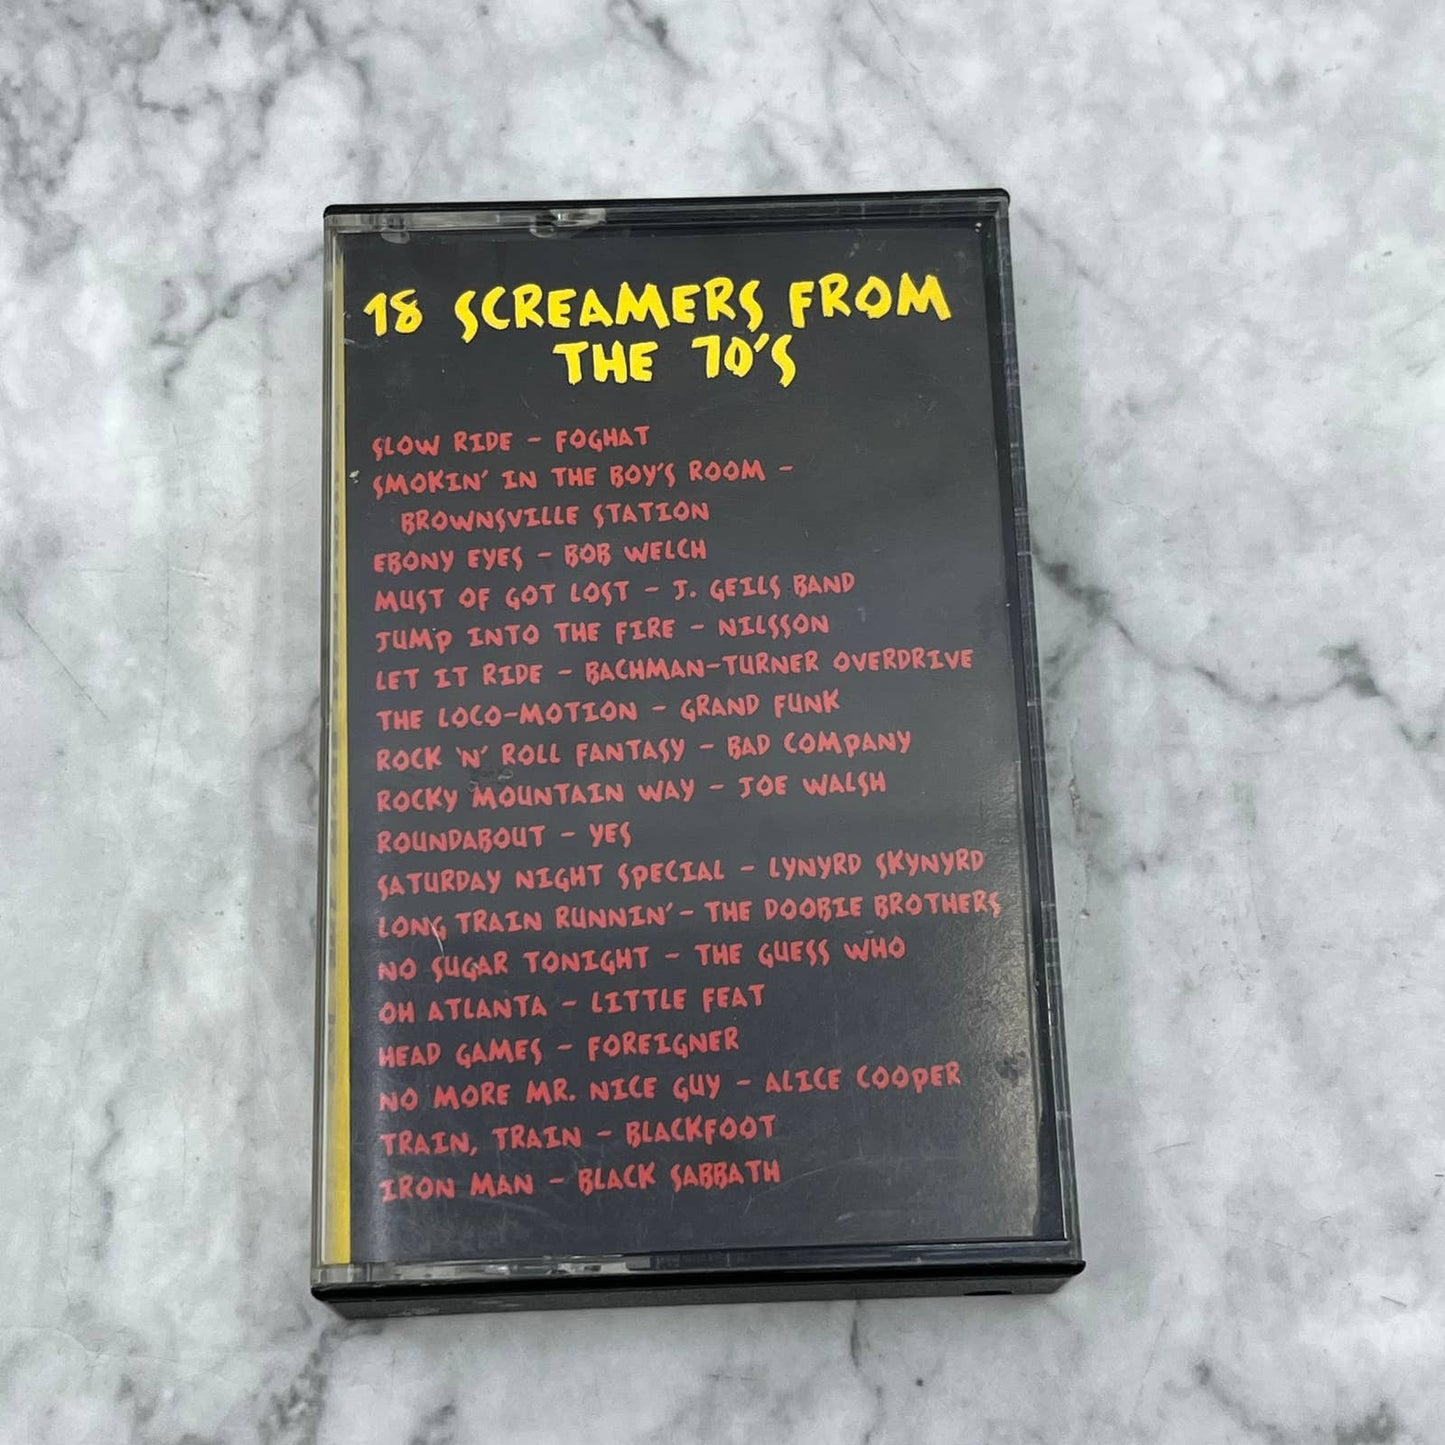 18 SCREAMERS FROM
THE 70'S
SLOW RIDE - FOGHAT
SMOKIN' IN THE BOY'S ROOM -
BROWNSVILLE STATION
EBONY EYES - BOB WELCH
MUST OF GOT LOST - J. GEILS BAND
JUMP INTO THE FIRE - NILSSON
LET IT RIDE - BACHMAN-TURNER OVERDRIVE
THE LOCO-MOTION - GRAND FUNK
ROCK 'N' ROLL FANTASY - BAD COMPANY
ROCKY MOUNTAIN WAY - JOE WALSH
ROUNDABOUT - YES
SATURDAY NIGHT SPECIAL - LYNYRD SKYNYRD
LONG TRAIN RUNNIN' - THE DOOBIE BROTHERS
NO SUGAR TONIGHT - THE GUESS WHO
OH ATLANTA - LITTLE FEAT
HEAD GAMES - FOREIGNER
NO MORE MR. NICE GUY - ALICE COOPER
TRAIN, TRAIN - BLACKFOOT
IRON MAN - BLACK SABBATH